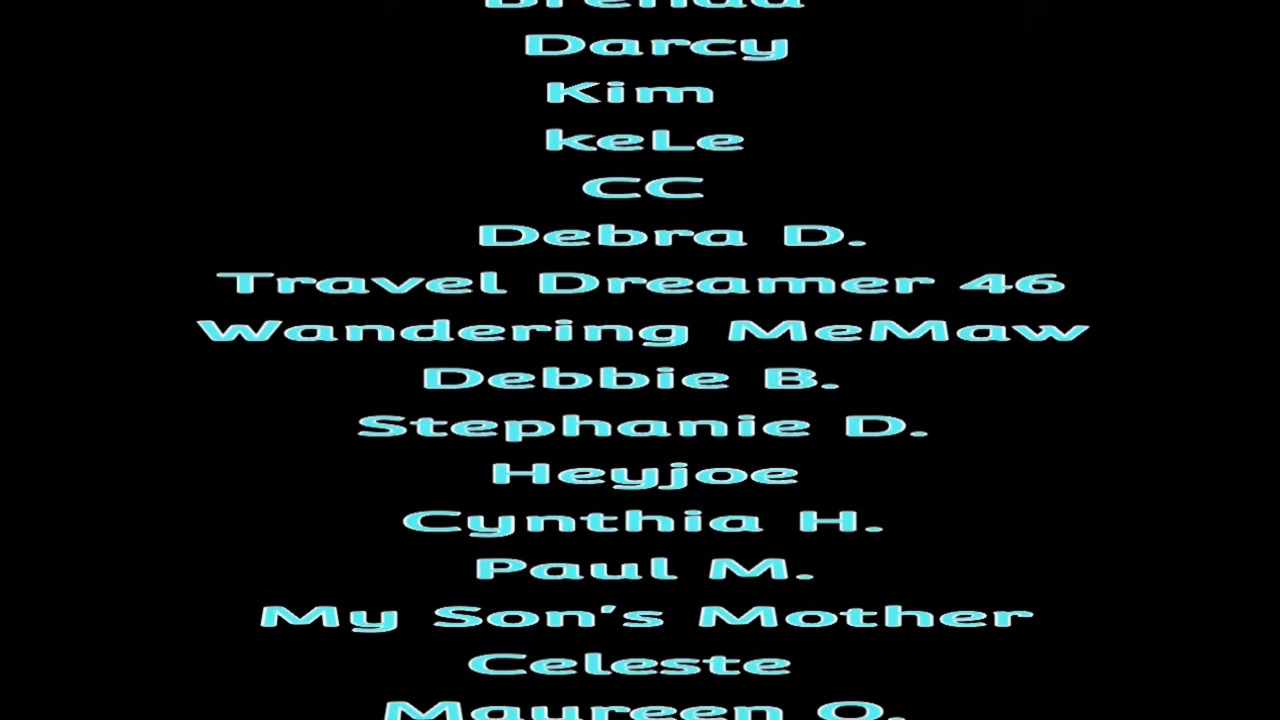 Brenda
Darcy
Kim
keLe
CC
Debra D.
Travel Dreamer 46
Wandering MeMaw
Debbie B.
Stephanie D.
Heyjoe
Cynthia H.
Paul M.
My Son's Mother
Celeste
Maureen O.